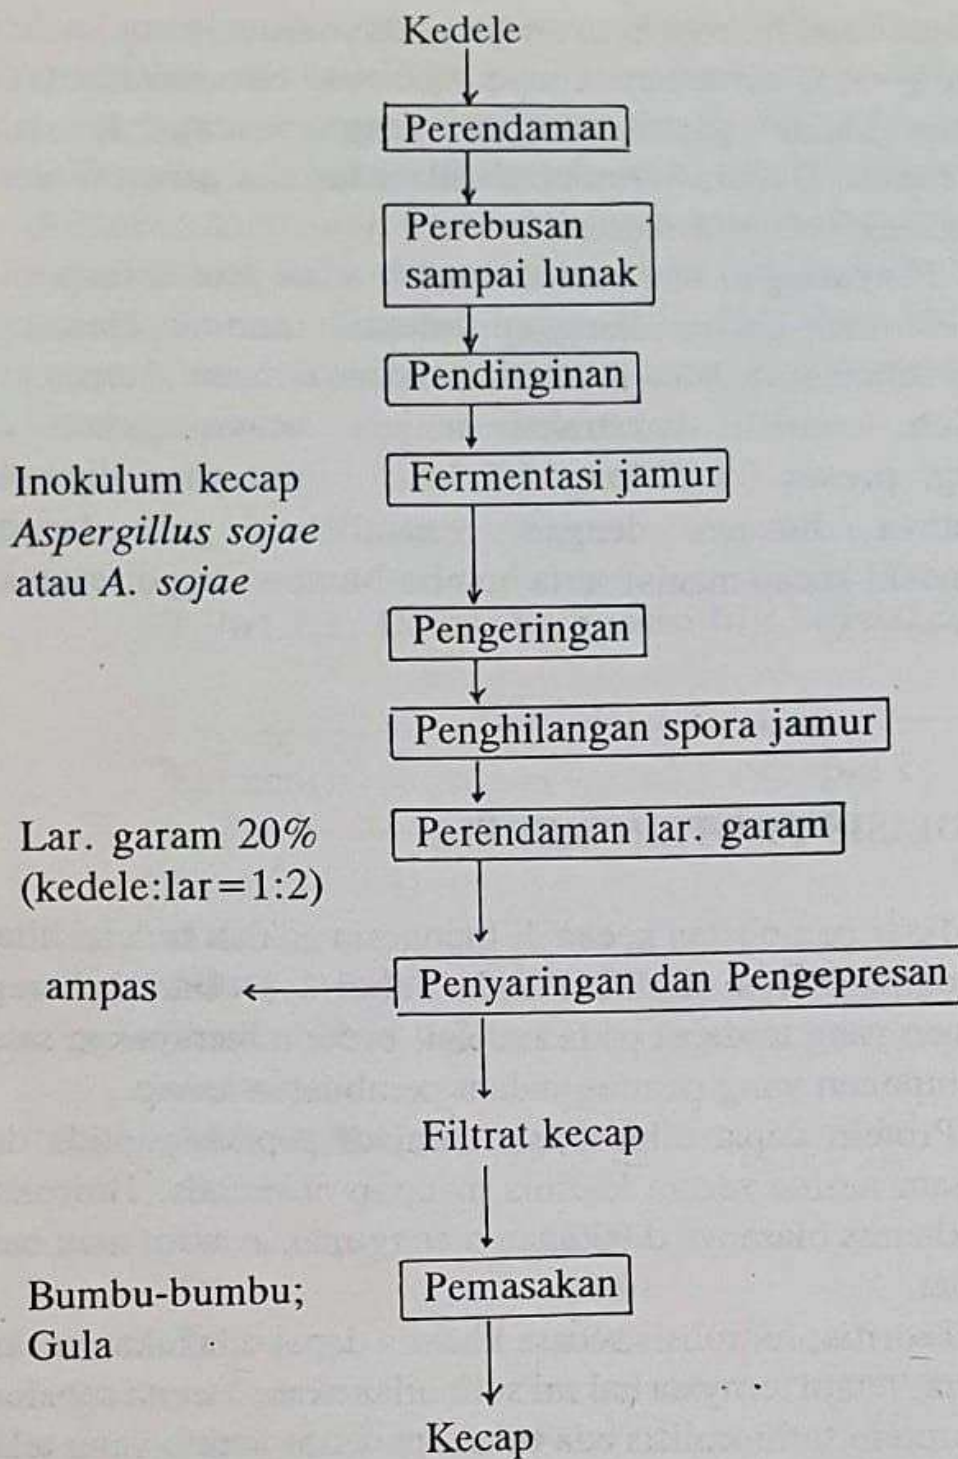 Kedele
Perendaman
Perebusan
sampai lunak
Pendinginan
Inokulum kecap
Aspergillus sojae
atau A. sojae
Fermentasi jamur
Pengeringan
Penghilangan spora jamur
Lar. garam 20%
(kedele:lar=1:2)
Perendaman lar. garam
ampas
Penyaringan dan Pengepresan
Filtrat kecap
Bumbu-bumbu;
Gula
Pemasakan
Kecap